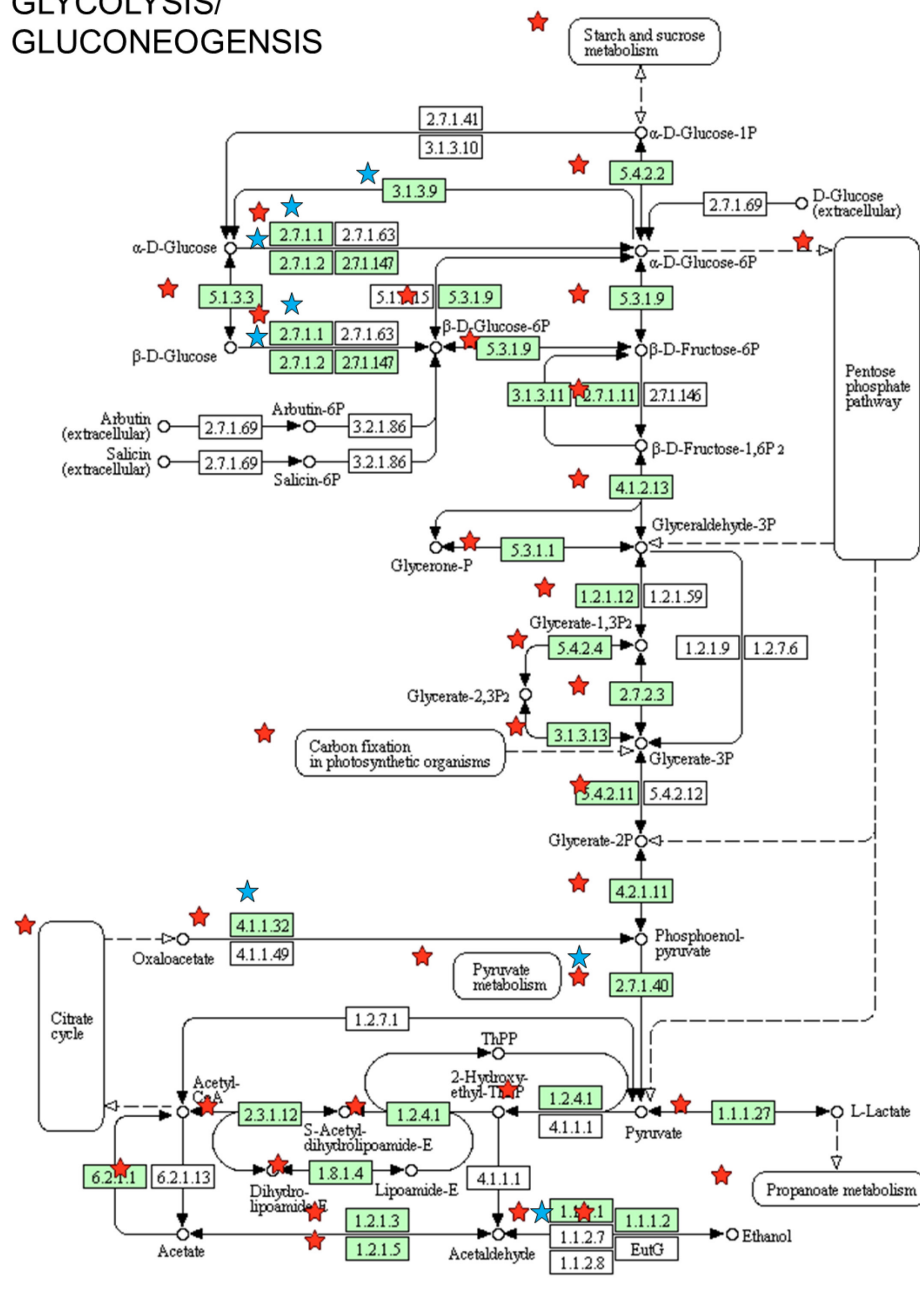 GLYCOLYSIS/
GLUCONEOGENSIS
Starch and sucrose
metabolism
2.7.1.41
3.1.3.10
α-D-Glucose-1P
5.4.2.2
3.1.3.9
2.7.1.69
D-Glucose
(extracellular)
2.7.1.1
2.7.1.63
α-D-Glucose
2.7.1.2
2.7.1.147
α-D-Glucose-6P
5.1.3.3
5.3.1.9
5.3.1.9
β-D-Glucose-6P
2.7.1.1
2.7.1.63
β-D-Glucose
2.7.1.2
2.7.1.147
5.3.1.9
β-D-Fructose-6P
Pentose
phosphate
pathway
3.1.3.11
2.7.1.11
2.7.1.146
Arbutin
(extracellular)
2.7.1.69
Arbutin-6P
3.2.1.86
Salicin
(extracellular)
2.7.1.69
Salicin-6P
3.2.1.86
β-D-Fructose-1,6P2
4.1.2.13
Glyceraldehyde-3P
Glycerone-P
5.3.1.1
1.2.1.12
1.2.1.59
Glycerate-1,3P2
5.4.2.4
1.2.1.9
1.2.7.6
Glycerate-2,3P2
2.7.2.3
3.1.3.13
Carbon fixation
in photosynthetic organisms
Glycerate-3P
5.4.2.11
5.4.2.12
Glycerate-2P
4.2.1.11
4.1.1.32
4.1.1.49
Oxaloacetate
Phosphoenol-
pyruvate
Pyruvate
metabolism
2.7.1.40
Citrate
cycle
1.2.7.1
ThPP
2-Hydroxy-
ethyl-ThPP
Acetyl-
CoA
2.3.1.12
S-Acetyl-
dihydrolipoamide-E
1.2.4.1
1.2.4.1
4.1.1.1
Pyruvate
1.1.1.27
L-Lactate
6.2.1.1
6.2.1.13
Dihydro-
lipoamide-E
1.8.1.4
Lipoamide-E
4.1.1.1
Propanoate metabolism
Acetate
1.2.1.3
1.2.1.5
Acetaldehyde
1.1.1.1
1.1.2.7
1.1.2.8
1.1.1.2
EutG
Ethanol